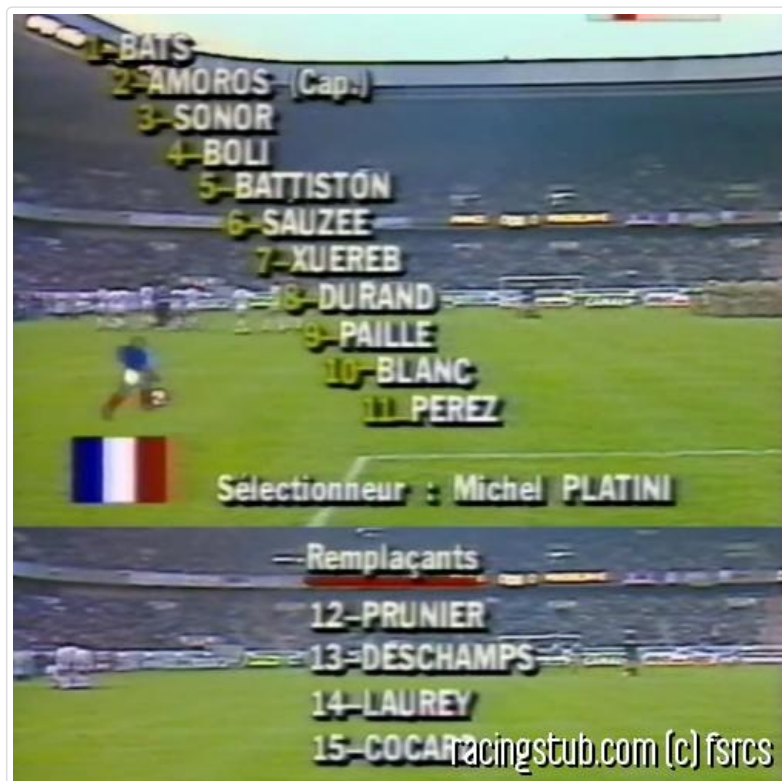 1-BATS
2-AMOROS (Cap.)
3-SONOR
4-BOLI
5-BATTISTON
6-SAUZEE
7-XUEREB
8-DURAND
9-PAILLE
10-BLANC
11-PEREZ
Sélectionneur : Michel PLATINI
Remplaçants
12-PRUNIER
13-DESCHAMPS
14-LAUREY
15-COCARD
racingstub.com (c) fsrcs